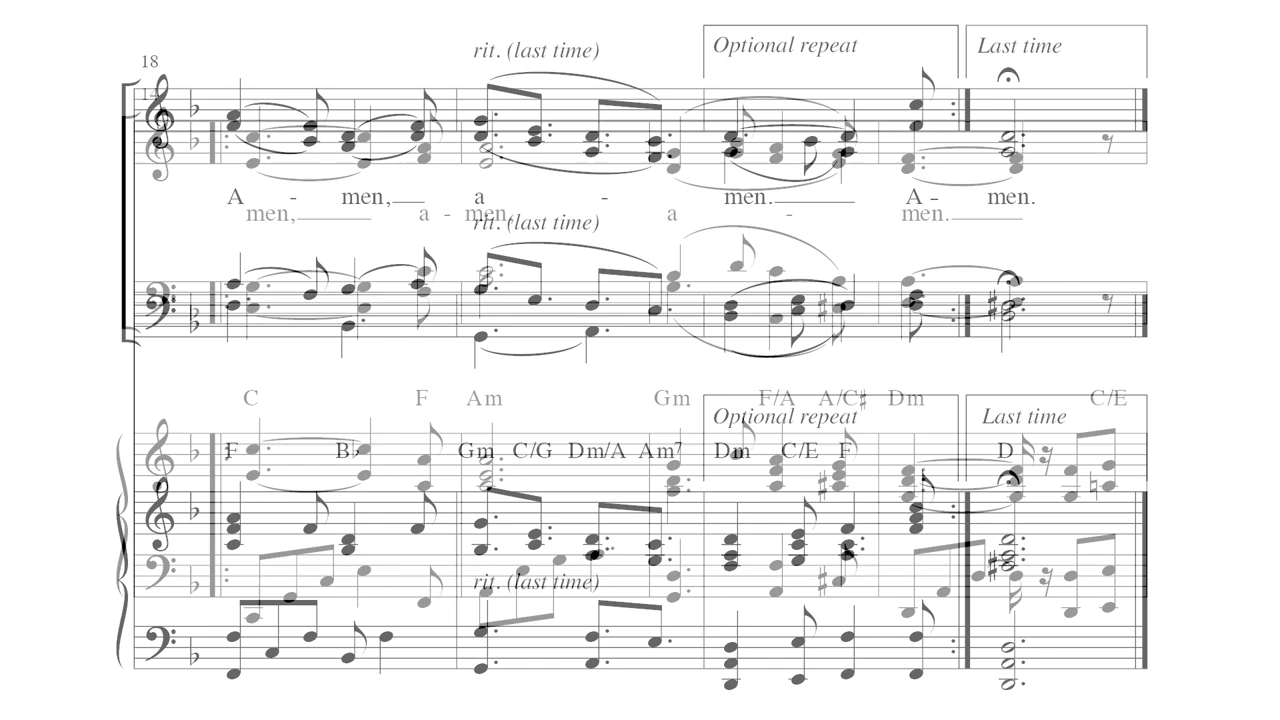 Optional repeat Last time
rit. (last time)
18
14
A - men, a - men. A - men.
men, a - men, a - men.
rit. (last time)
C F Am Gm F/A A/C♯ Dm C/E
Optional repeat Last time
F B♭ Gm C/G Dm/A Am7 Dm C/E F D
rit. (last time)